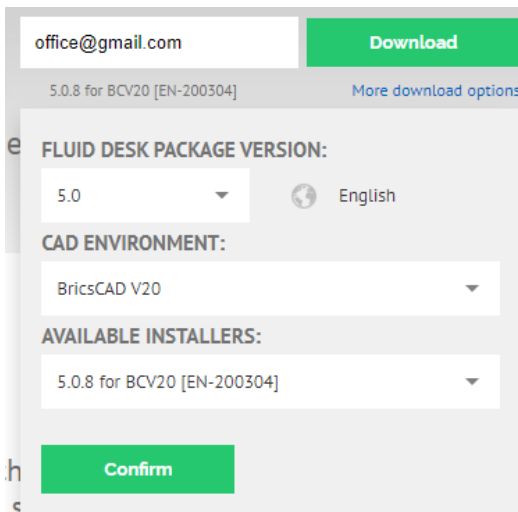 office@gmail.com Download
5.0.8 for BCV20 [EN-200304] More download options
e
FLUID DESK PACKAGE VERSION:
5.0 English
CAD ENVIRONMENT:
BricsCAD V20
AVAILABLE INSTALLERS:
5.0.8 for BCV20 [EN-200304]
Confirm